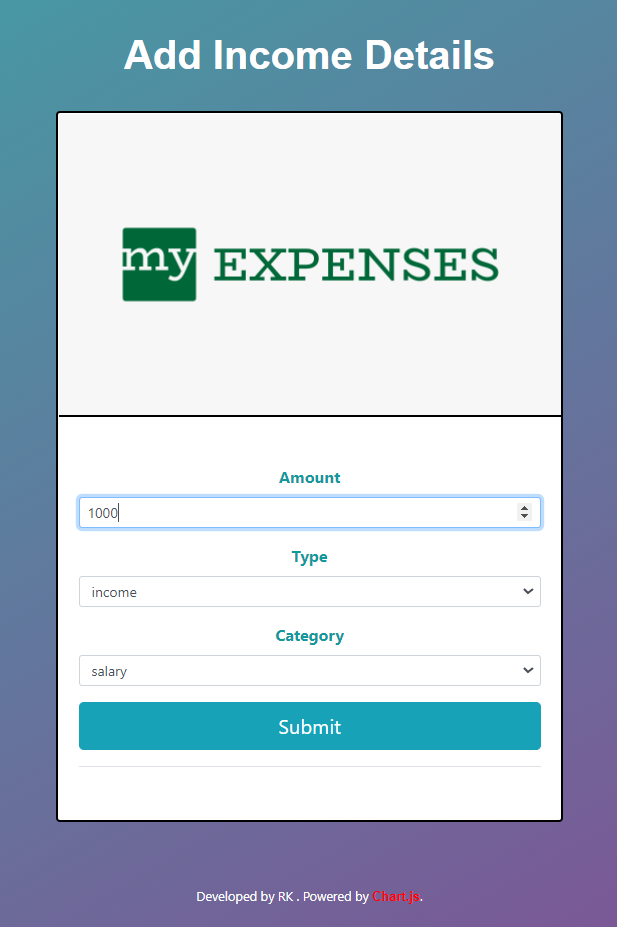 Add Income Details
my EXPENSES
Amount
1000
Type
income
Category
salary
Submit
Developed by RK . Powered by Chart.js.